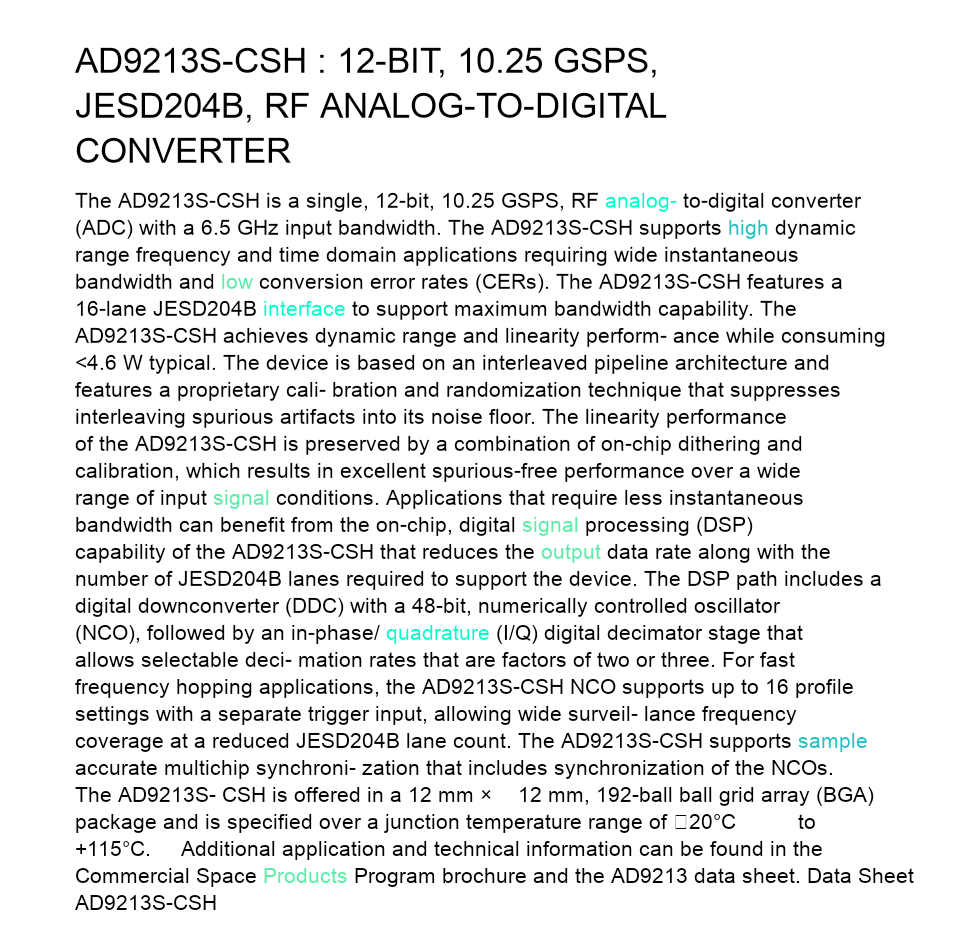 AD9213S-CSH : 12-BIT, 10.25 GSPS,
JESD204B, RF ANALOG-TO-DIGITAL
CONVERTER
The AD9213S-CSH is a single, 12-bit, 10.25 GSPS, RF analog- to-digital converter
(ADC) with a 6.5 GHz input bandwidth. The AD9213S-CSH supports high dynamic
range frequency and time domain applications requiring wide instantaneous
bandwidth and low conversion error rates (CERs). The AD9213S-CSH features a
16-lane JESD204B interface to support maximum bandwidth capability. The
AD9213S-CSH achieves dynamic range and linearity perform- ance while consuming
<4.6 W typical. The device is based on an interleaved pipeline architecture and
features a proprietary cali- bration and randomization technique that suppresses
interleaving spurious artifacts into its noise floor. The linearity performance
of the AD9213S-CSH is preserved by a combination of on-chip dithering and
calibration, which results in excellent spurious-free performance over a wide
range of input signal conditions. Applications that require less instantaneous
bandwidth can benefit from the on-chip, digital signal processing (DSP)
capability of the AD9213S-CSH that reduces the output data rate along with the
number of JESD204B lanes required to support the device. The DSP path includes a
digital downconverter (DDC) with a 48-bit, numerically controlled oscillator
(NCO), followed by an in-phase/ quadrature (I/Q) digital decimator stage that
allows selectable deci- mation rates that are factors of two or three. For fast
frequency hopping applications, the AD9213S-CSH NCO supports up to 16 profile
settings with a separate trigger input, allowing wide surveil- lance frequency
coverage at a reduced JESD204B lane count. The AD9213S-CSH supports sample
accurate multichip synchroni- zation that includes synchronization of the NCOs.
The AD9213S- CSH is offered in a 12 mm × 12 mm, 192-ball ball grid array (BGA)
package and is specified over a junction temperature range of □20°C to
+115°C. Additional application and technical information can be found in the
Commercial Space Products Program brochure and the AD9213 data sheet. Data Sheet
AD9213S-CSH